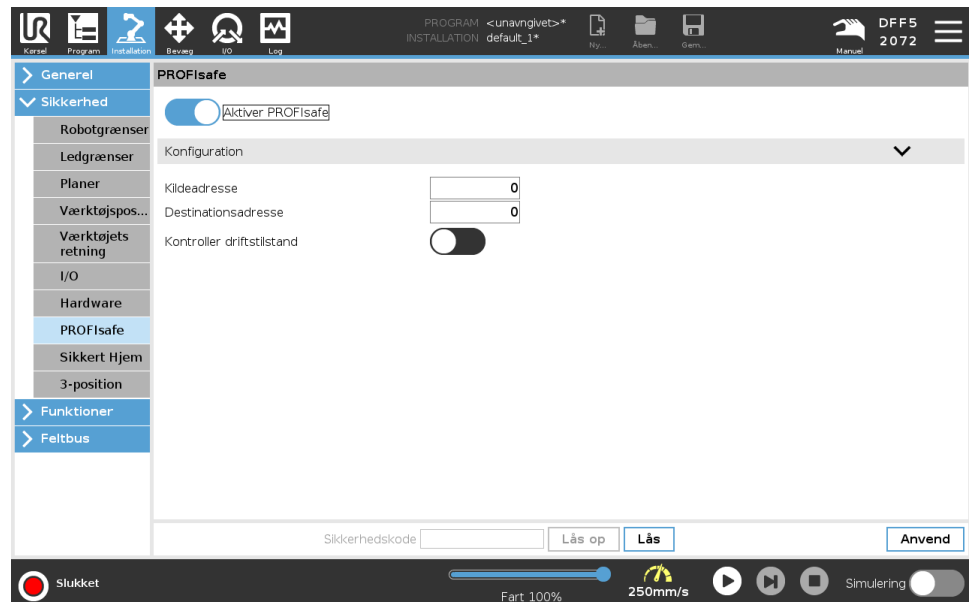 UR
Kørsel
Program
Installation
Bevæg
I/O
Log
PROGRAM <unavngivet>*
INSTALLATION default_1*
Ny...
Åben...
Gem...
Manuel
DFF5
2072
Generel
Sikkerhed
Robotgrænser
Ledgrænser
Planer
Værktøjspos...
Værktøjets
retning
I/O
Hardware
PROFIsafe
Sikkert Hjem
3-position
Funktioner
Feltbus
PROFIsafe
Aktiver PROFIsafe
Konfiguration
Kildeadresse 0
Destinationsadresse 0
Kontroller driftstilstand
Sikkerhedskode Lås op Lås Anvend
Slukket
Fart 100%
250mm/s
Simulering